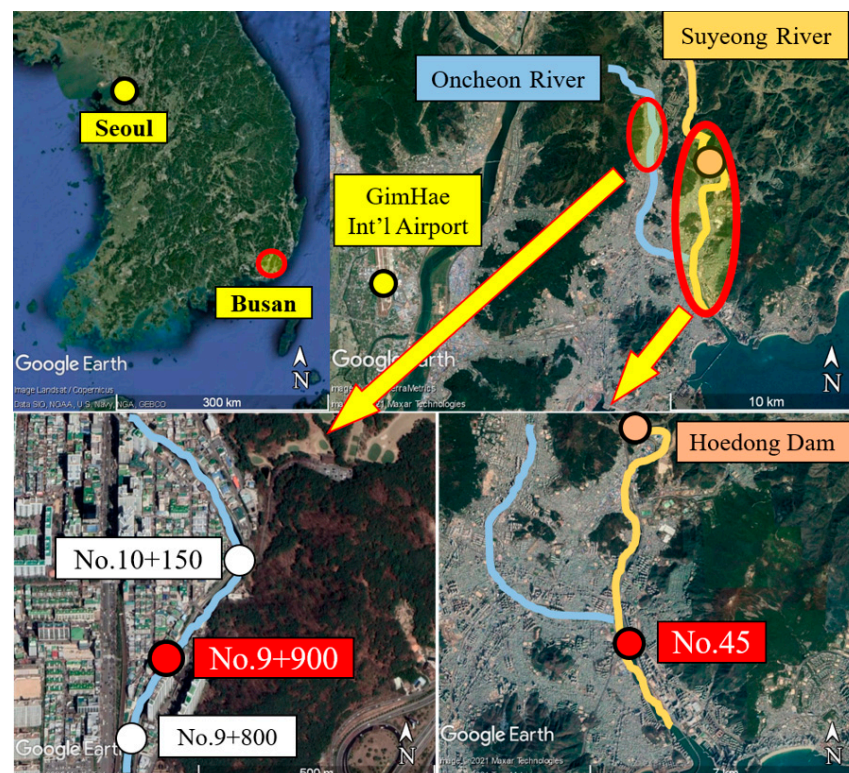 Seoul
Busan
Google Earth
Image Landsat / Copernicus
Data SIO, NOAA, U.S. Navy, NGA, GEBCO
300 km
N
Suyeong River
Oncheon River
GimHae
Int'l Airport
Google Earth
Maxar Technologies
10 km
N
No.10+150
No.9+900
No.9+800
Google Eart
500 m
N
Hoedong Dam
No.45
Google Earth
Image © 2021 Maxar Technologies
N